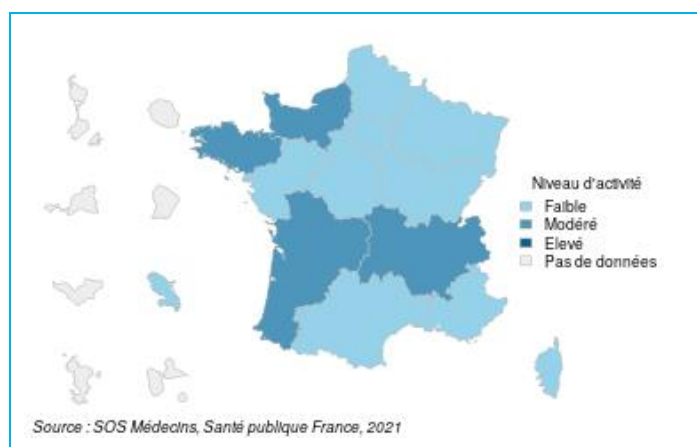 Niveau d'activité
Faible
Modéré
Elevé
Pas de données
Source : SOS Médecins, Santé publique France, 2021